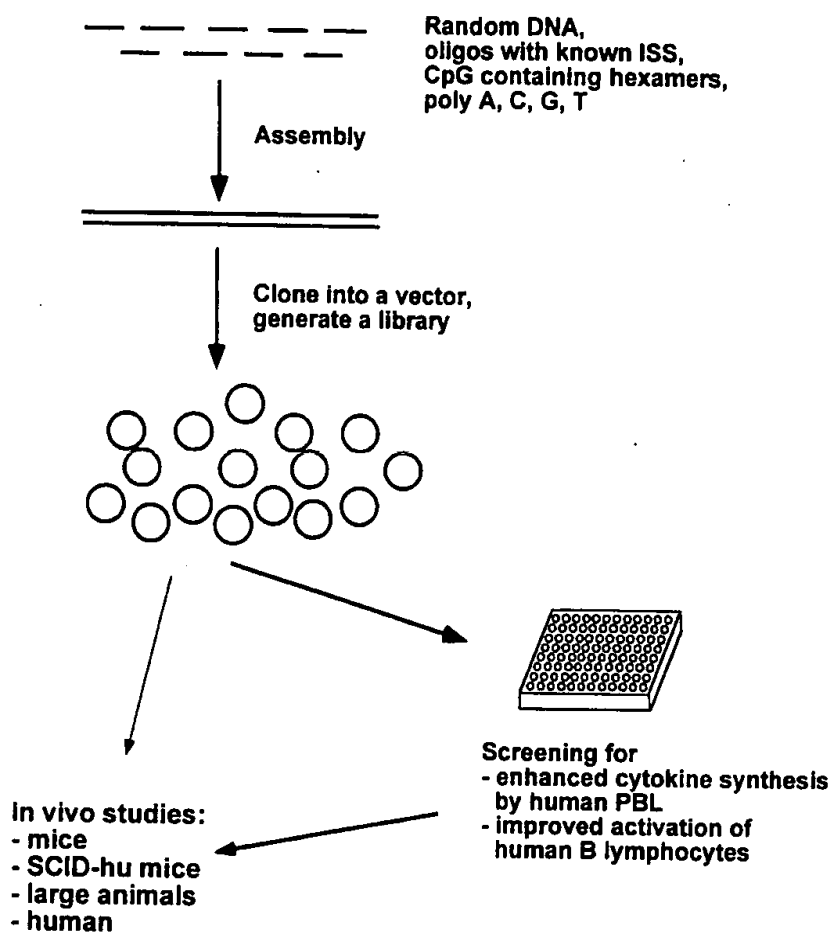 Random DNA,
oligos with known ISS,
CpG containing hexamers,
poly A, C, G, T
Assembly
Clone into a vector,
generate a library
Screening for
- enhanced cytokine synthesis
by human PBL
- improved activation of
human B lymphocytes
In vivo studies:
- mice
- SCID-hu mice
- large animals
- human